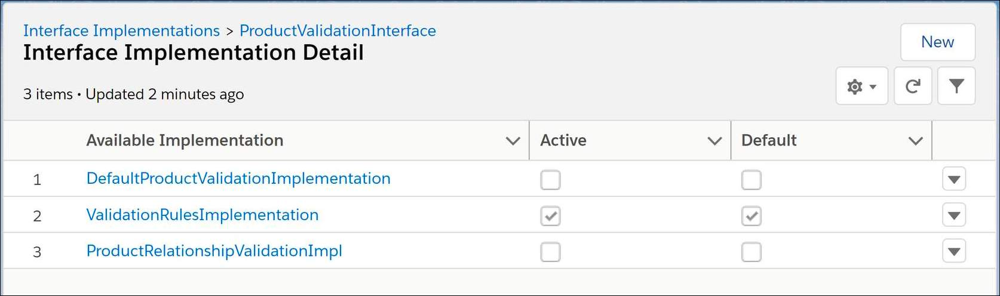 Interface Implementations > ProductValidationInterface
Interface Implementation Detail
New
3 items • Updated 2 minutes ago
Available Implementation Active Default
1 DefaultProductValidationImplementation
2 ValidationRulesImplementation
3 ProductRelationshipValidationImpl